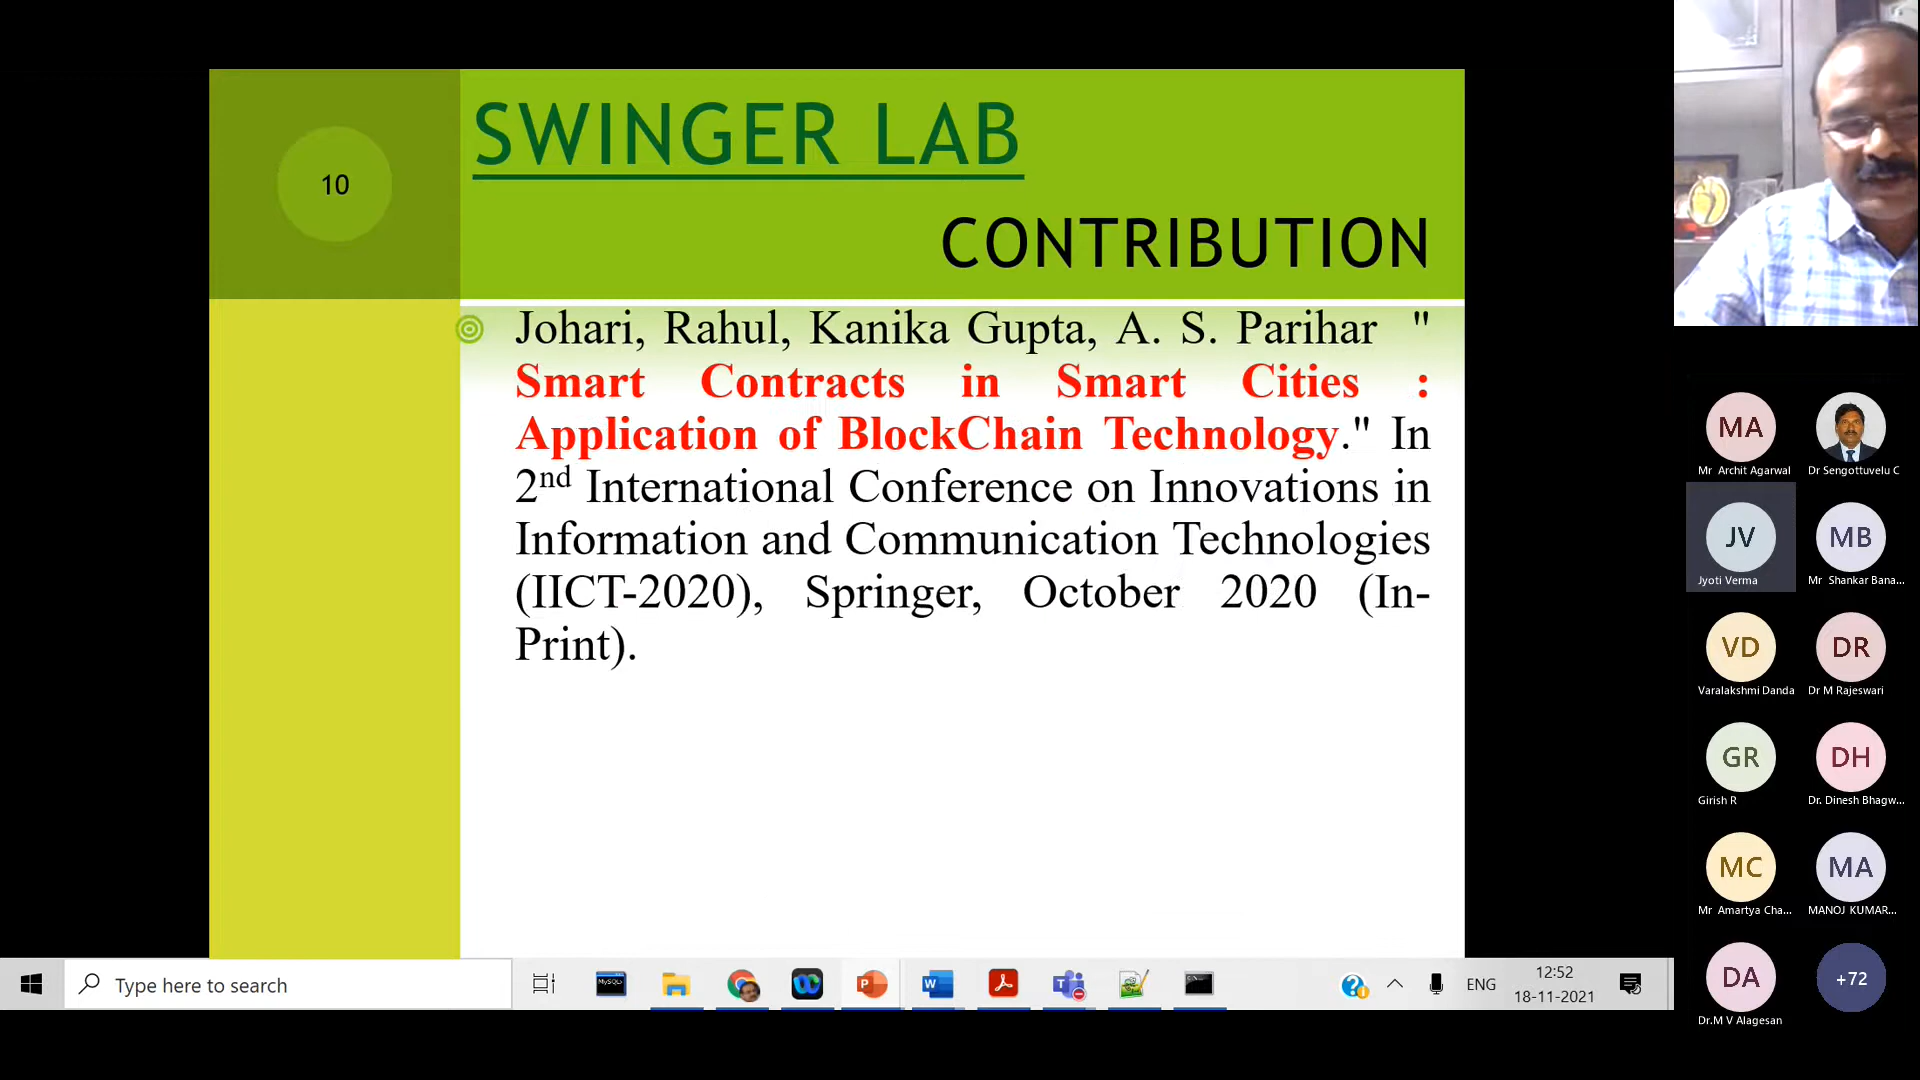 10
SWINGER LAB
CONTRIBUTION
Johari, Rahul, Kanika Gupta, A. S. Parihar "
Smart Contracts in Smart Cities :
Application of BlockChain Technology." In
2nd International Conference on Innovations in
Information and Communication Technologies
(IICT-2020), Springer, October 2020 (In-
Print).
MA
Mr Archit Agarwal
Dr Sengottuvelu C
JV
Jyoti Verma
MB
Mr Shankar Bana...
VD
Varalakshmi Danda
DR
Dr M Rajeswari
GR
Girish R
DH
Dr. Dinesh Bhagw...
MC
Mr Amartya Cha...
MA
MANOJ KUMAR...
DA
Dr.M V Alagesan
+72
Type here to search
MySQL
P
W
T
ENG
12:52
18-11-2021